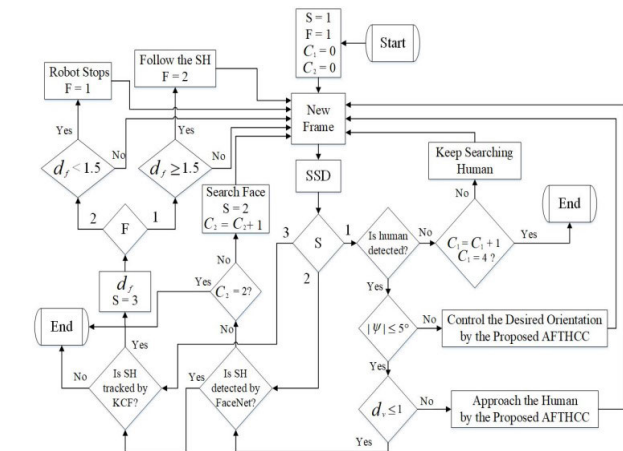 S = 1
F = 1
C₁ = 0
C₂ = 0
Start
Follow the SH
F = 2
Robot Stops
F = 1
New
Frame
Yes
No
Yes
No
d_f < 1.5
d_f ≥ 1.5
SSD
Keep Searching
Human
No
End
Search Face
S = 2
C₂ = C₂ + 1
2
F
1
3
S
1
2
Is human
detected?
No
C₁ = C₁ + 1
C₁ = 4 ?
Yes
No
Yes
Yes
d_f
S = 3
C₂ = 2?
End
|ψ| ≤ 5°
No
Control the Desired Orientation
by the Proposed AFTHCC
Yes
No
Yes
No
Is SH
tracked by
KCF?
Yes
Is SH
detected by
FaceNet?
d_v ≤ 1
No
Approach the Human
by the Proposed AFTHCC
Yes